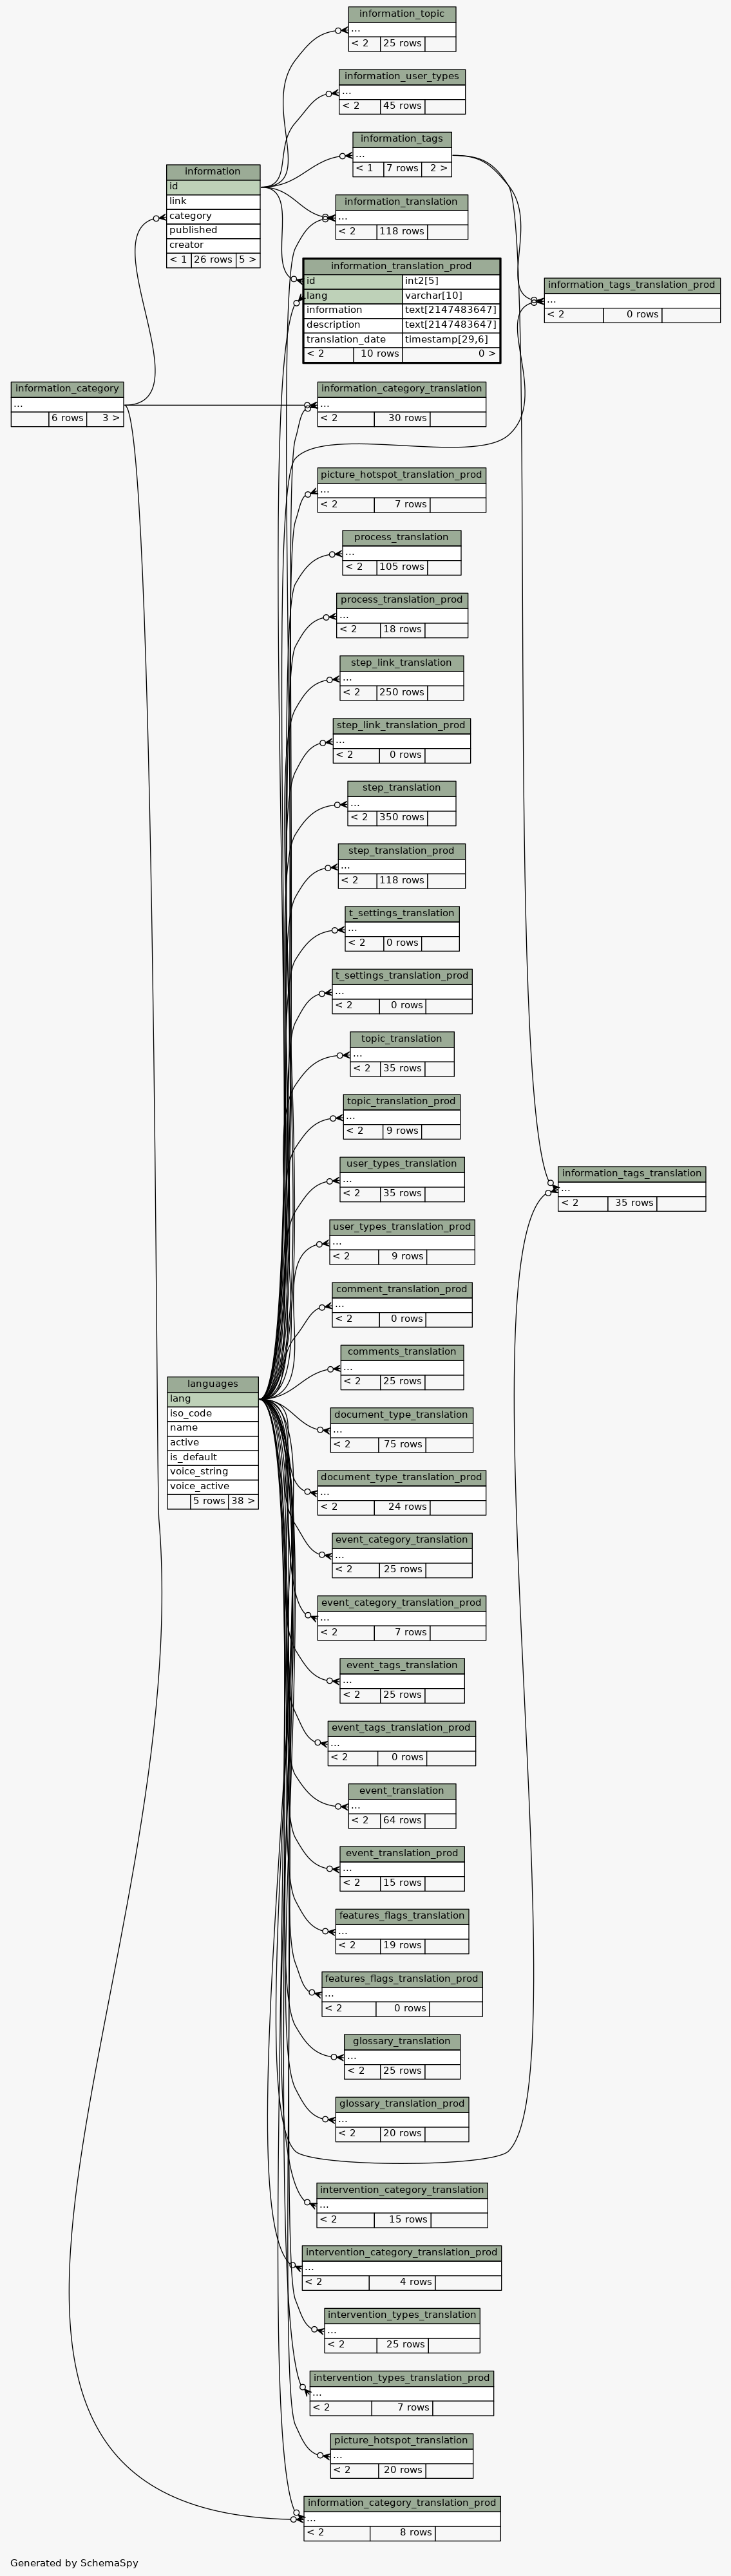 information_topic
...
< 2 25 rows
information_user_types
...
< 2 45 rows
information_tags
...
< 1 7 rows 2 >
information
id
link
category
published
creator
< 1 26 rows 5 >
information_translation
...
< 2 118 rows
information_translation_prod
id int2[5]
lang varchar[10]
information text[2147483647]
description text[2147483647]
translation_date timestamp[29,6]
< 2 10 rows 0 >
information_tags_translation_prod
...
< 2 0 rows
information_category
...
6 rows 3 >
information_category_translation
...
< 2 30 rows
picture_hotspot_translation_prod
...
< 2 7 rows
process_translation
...
< 2 105 rows
process_translation_prod
...
< 2 18 rows
step_link_translation
...
< 2 250 rows
step_link_translation_prod
...
< 2 0 rows
step_translation
...
< 2 350 rows
step_translation_prod
...
< 2 118 rows
t_settings_translation
...
< 2 0 rows
t_settings_translation_prod
...
< 2 0 rows
topic_translation
...
< 2 35 rows
topic_translation_prod
...
< 2 9 rows
user_types_translation
...
< 2 35 rows
information_tags_translation
...
< 2 35 rows
user_types_translation_prod
...
< 2 9 rows
comment_translation_prod
...
< 2 0 rows
comments_translation
...
< 2 25 rows
languages
lang
iso_code
name
active
is_default
voice_string
voice_active
5 rows 38 >
document_type_translation
...
< 2 75 rows
document_type_translation_prod
...
< 2 24 rows
event_category_translation
...
< 2 25 rows
event_category_translation_prod
...
< 2 7 rows
event_tags_translation
...
< 2 25 rows
event_tags_translation_prod
...
< 2 0 rows
event_translation
...
< 2 64 rows
event_translation_prod
...
< 2 15 rows
features_flags_translation
...
< 2 19 rows
features_flags_translation_prod
...
< 2 0 rows
glossary_translation
...
< 2 25 rows
glossary_translation_prod
...
< 2 20 rows
intervention_category_translation
...
< 2 15 rows
intervention_category_translation_prod
...
< 2 4 rows
intervention_types_translation
...
< 2 25 rows
intervention_types_translation_prod
...
< 2 7 rows
picture_hotspot_translation
...
< 2 20 rows
information_category_translation_prod
...
< 2 8 rows
Generated by SchemaSpy